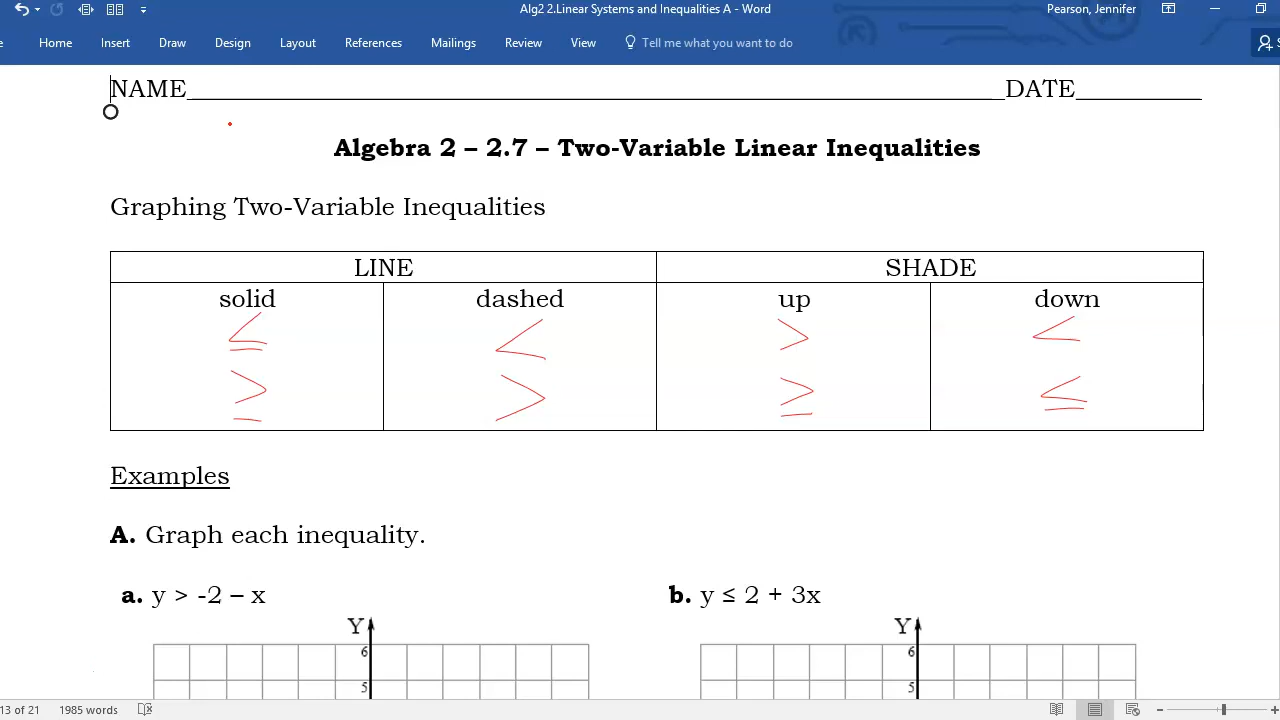 Alg2 2.Linear Systems and Inequalities A - Word
Pearson, Jennifer
Home Insert Draw Design Layout References Mailings Review View Tell me what you want to do
NAME DATE
Algebra 2 – 2.7 – Two-Variable Linear Inequalities
Graphing Two-Variable Inequalities
LINE SHADE
solid dashed up down
≤ < > <
≥ > ≥ ≤
Examples
A. Graph each inequality.
a. y > -2 – x b. y ≤ 2 + 3x
Y Y
6 6
5 5
13 of 21 1985 words